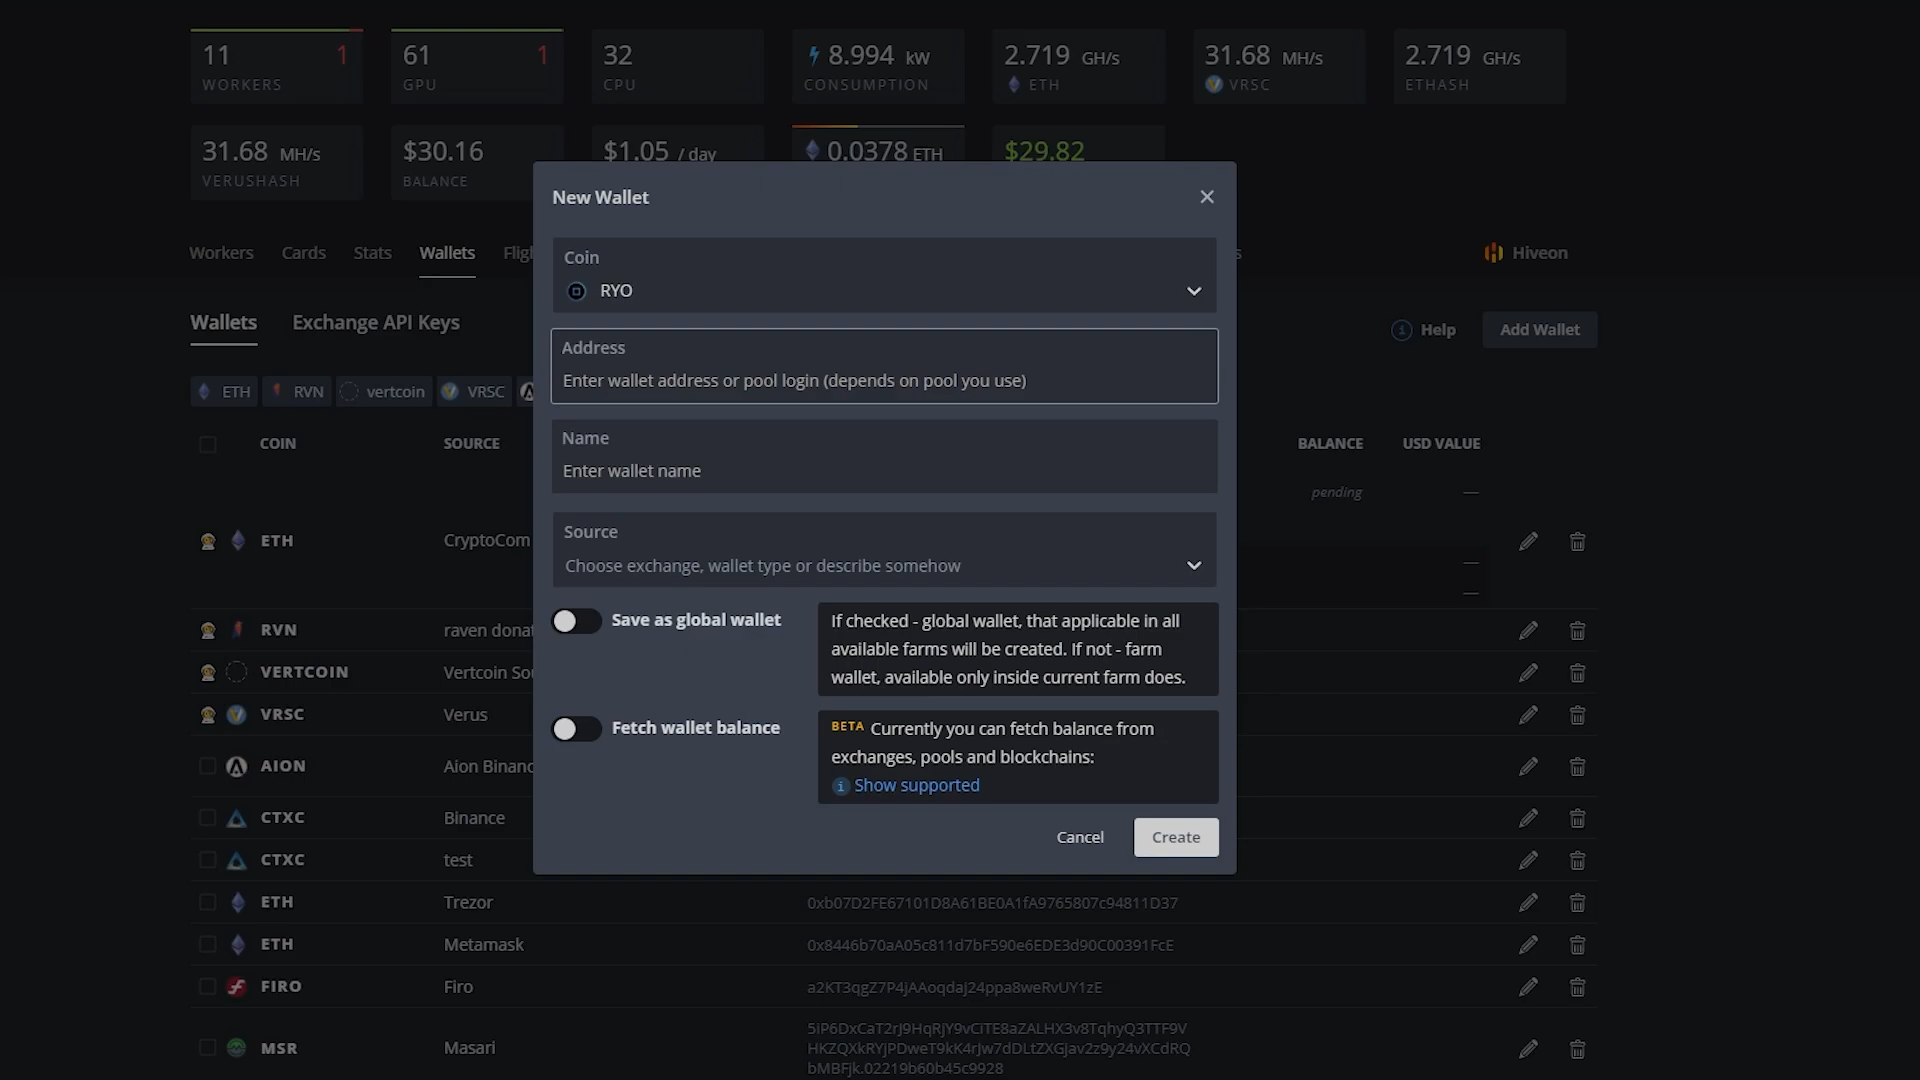 11 1
WORKERS
61 1
GPU
32
CPU
8.994 kW
CONSUMPTION
2.719 GH/s
ETH
31.68 MH/s
VRSC
2.719 GH/s
ETHASH
31.68 MH/s
VERUSHASH
$30.16
BALANCE
$1.05 / day
0.0378 ETH
$29.82
New Wallet
Workers Cards Stats Wallets Hiveon
Coin
RYO
Wallets Exchange API Keys
Help Add Wallet
Address
Enter wallet address or pool login (depends on pool you use)
ETH RVN vertcoin VRSC
Name
Enter wallet name
COIN SOURCE BALANCE USD VALUE
pending —
Source
Choose exchange, wallet type or describe somehow
ETH CryptoCom
—
—
Save as global wallet
If checked - global wallet, that applicable in all
available farms will be created. If not - farm
wallet, available only inside current farm does.
RVN raven
VERTCOIN Vertcoin
VRSC Verus
Fetch wallet balance
BETA Currently you can fetch balance from
exchanges, pools and blockchains:
Show supported
AION Aion
CTXC Binance
Cancel Create
CTXC test
ETH Trezor 0xb07D2FE67101D8A61BE0A1fA9765807c94811D37
ETH Metamask 0x8446b70aA05c811d7bF590e6EDE3d90C00391FcE
FIRO Firo a2KT3qgZ7P4jAAoqdaJ24ppa8weRvUY1zE
MSR Masari
5iP6DxCaT2rJ9HqRjY9vCiTE8aZALHX3v8TqhyQ3TTF9V
HKZQXkRYjPDweT9kK4rJw7dDLtZXGjav2z9y24vXCdRQ
bMBFjk.02219b60b45c9928